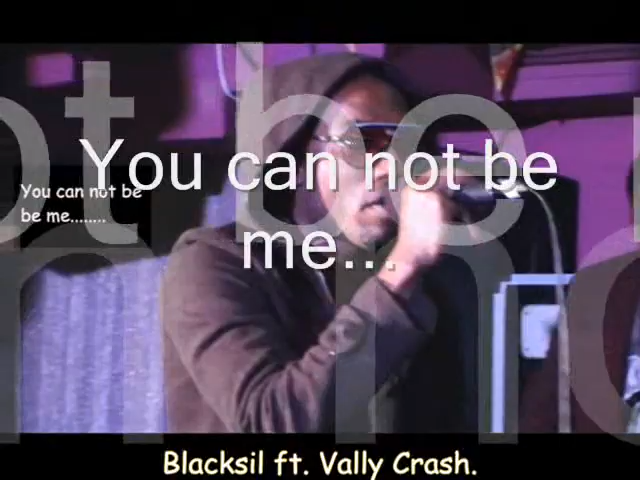 You can not be
me...
You can not be
be me........
Blacksil ft. Vally Crash.